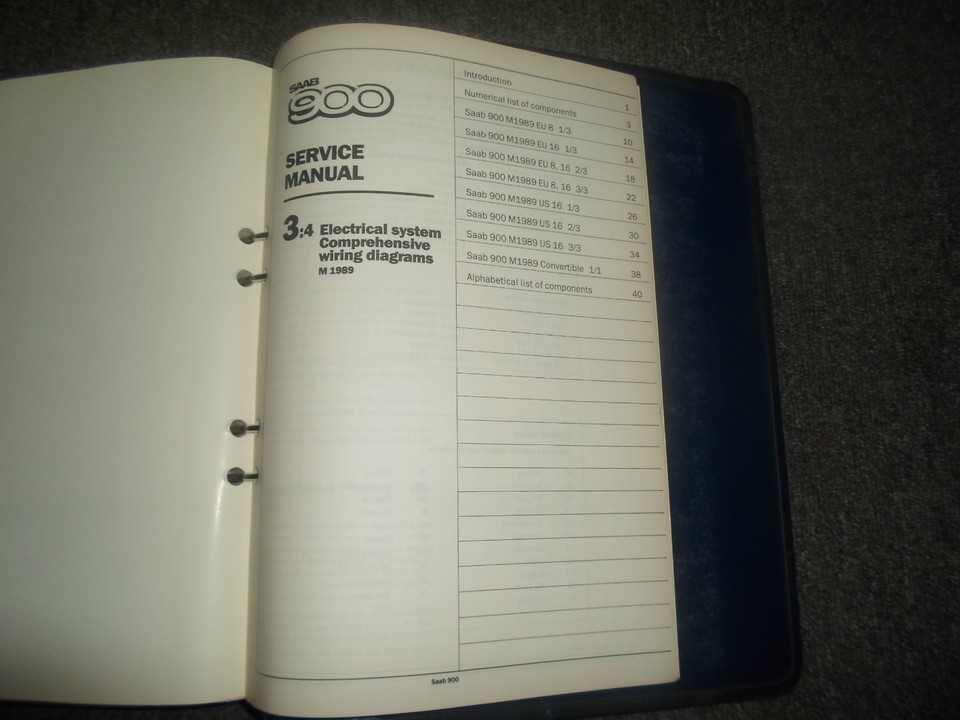 SAAB
900
SERVICE
MANUAL
3:4 Electrical system
Comprehensive
wiring diagrams
M 1989
Introduction 1
Numerical list of components 3
Saab 900 M1989 EU 8 1/3 10
Saab 900 M1989 EU 16 1/3 14
Saab 900 M1989 EU 8, 16 2/3 18
Saab 900 M1989 EU 8, 16 3/3 22
Saab 900 M1989 US 16 1/3 26
Saab 900 M1989 US 16 2/3 30
Saab 900 M1989 US 16 3/3 34
Saab 900 M1989 Convertible 1/1 38
Alphabetical list of components 40
Saab 900